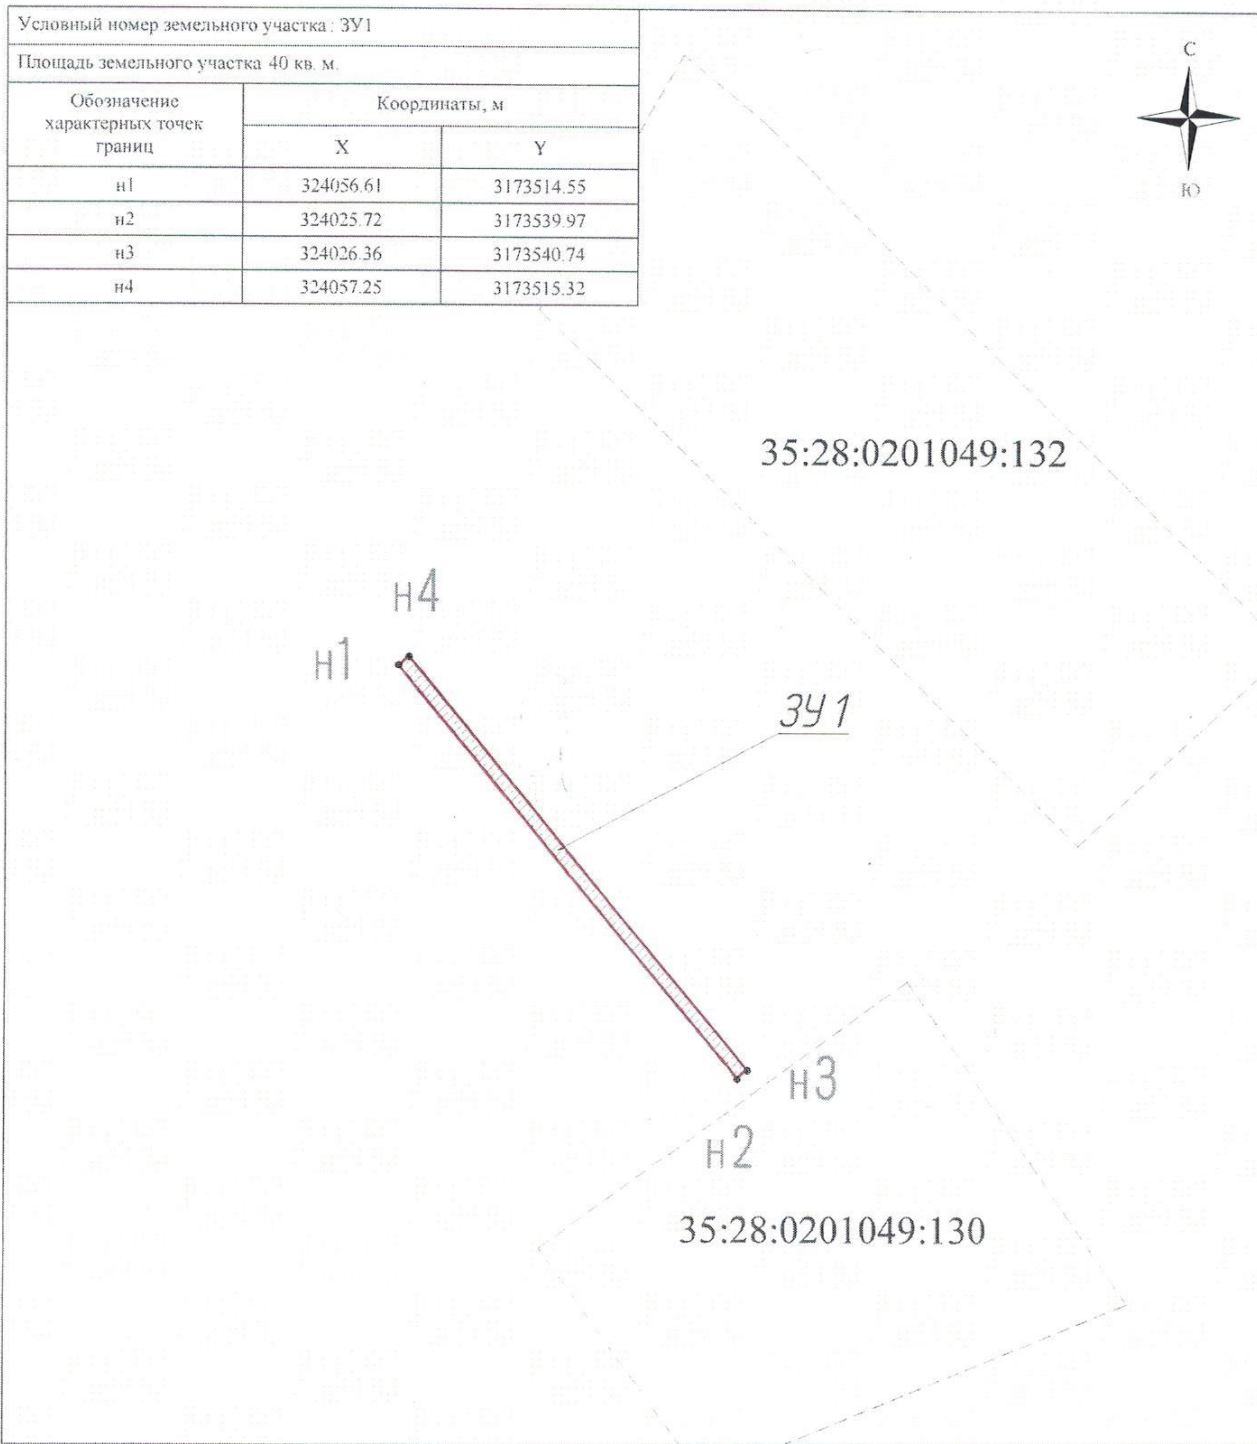 Условный номер земельного участка : ЗУ1
Площадь земельного участка 40 кв. м.
Обозначение характерных точек границ Координаты, м
X Y
н1 324056.61 3173514.55
н2 324025.72 3173539.97
н3 324026.36 3173540.74
н4 324057.25 3173515.32
С
Ю
35:28:0201049:132
н4
н1
ЗУ1
н3
н2
35:28:0201049:130